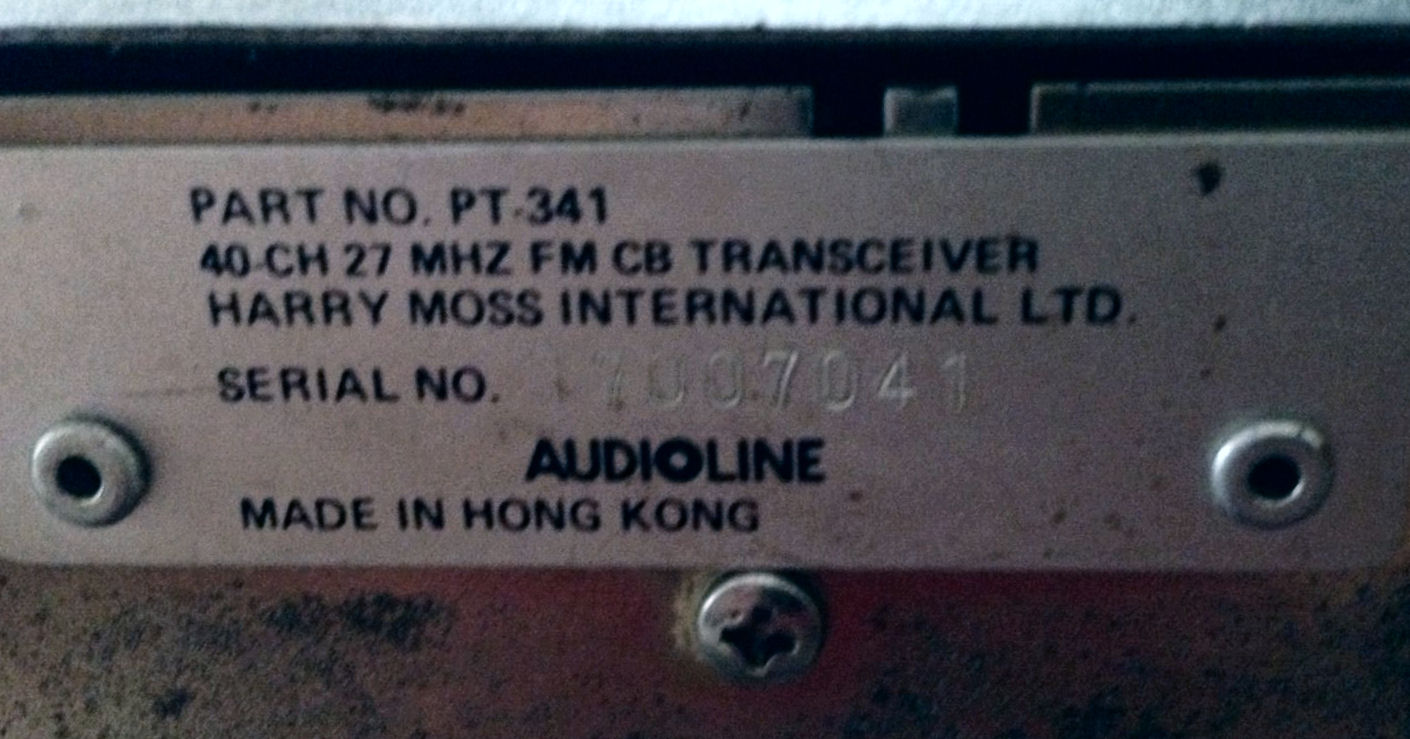 PART NO. PT-341
40-CH 27 MHZ FM CB TRANSCEIVER
HARRY MOSS INTERNATIONAL LTD.
SERIAL NO. 7007041
AUDIOLINE
MADE IN HONG KONG